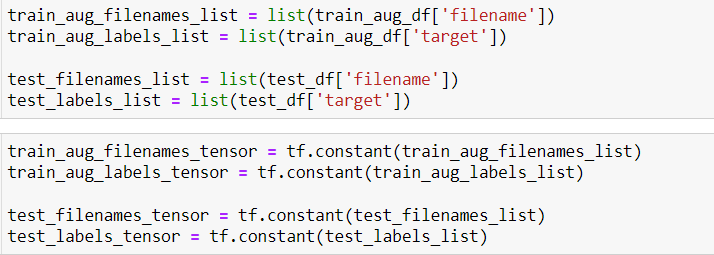 train_aug_filenames_list = list(train_aug_df['filename'])
train_aug_labels_list = list(train_aug_df['target'])
test_filenames_list = list(test_df['filename'])
test_labels_list = list(test_df['target'])
train_aug_filenames_tensor = tf.constant(train_aug_filenames_list)
train_aug_labels_tensor = tf.constant(train_aug_labels_list)
test_filenames_tensor = tf.constant(test_filenames_list)
test_labels_tensor = tf.constant(test_labels_list)